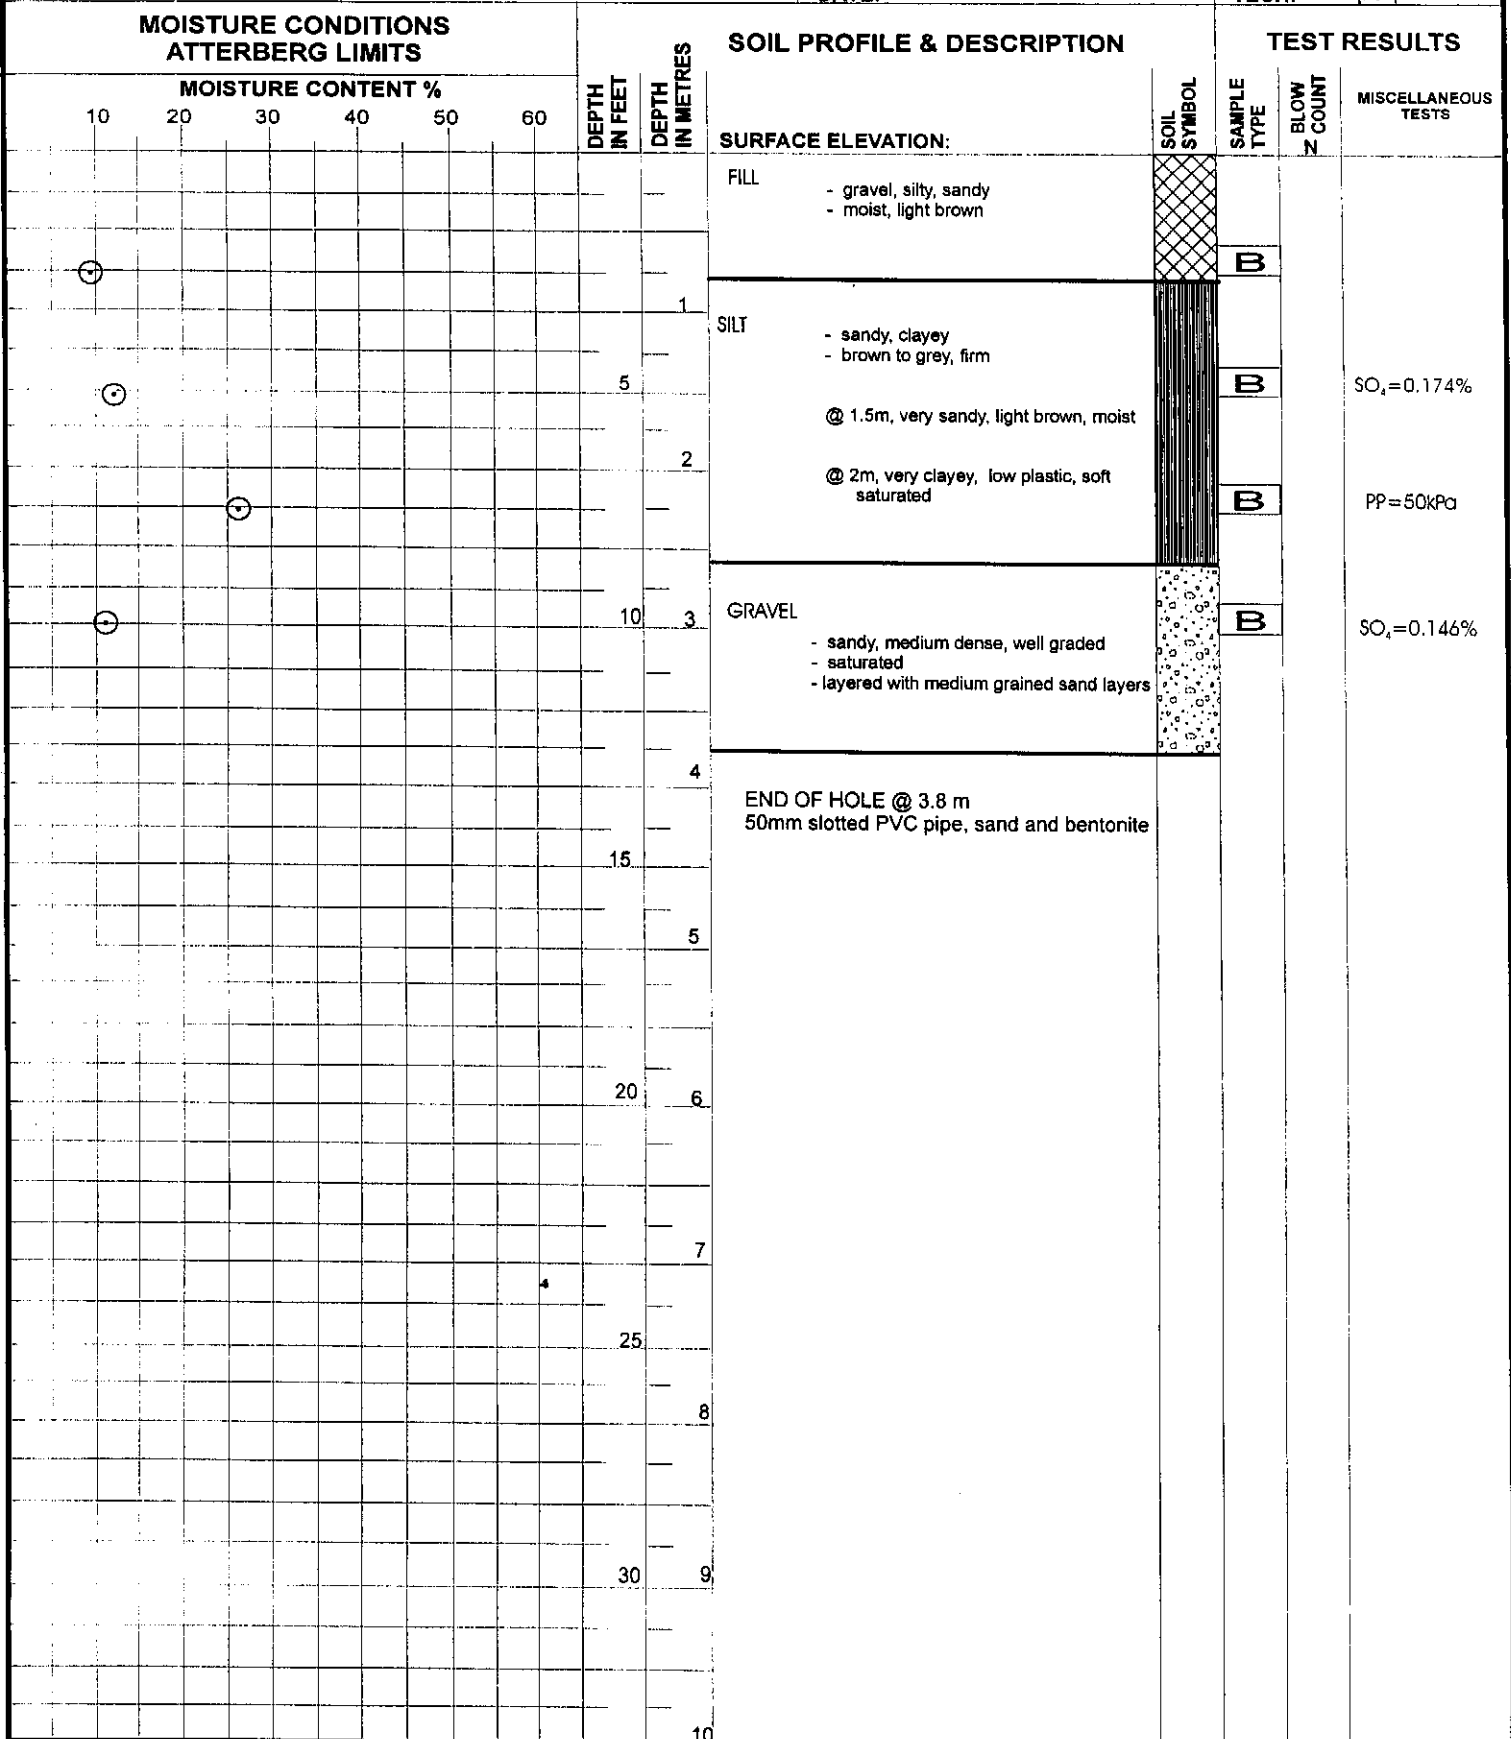 MOISTURE CONDITIONS
ATTERBERG LIMITS
MOISTURE CONTENT %
10 20 30 40 50 60
DEPTH IN FEET
DEPTH IN METRES
SOIL PROFILE & DESCRIPTION
SURFACE ELEVATION:
SOIL SYMBOL
TEST RESULTS
SAMPLE TYPE
BLOW N COUNT
MISCELLANEOUS TESTS
FILL
- gravel, silty, sandy
- moist, light brown
B
1
SILT
- sandy, clayey
- brown to grey, firm
5
B
SO₄=0.174%
@ 1.5m, very sandy, light brown, moist
2
@ 2m, very clayey, low plastic, soft
saturated
B
PP=50kPa
10 3
GRAVEL
B
SO₄=0.146%
- sandy, medium dense, well graded
- saturated
- layered with medium grained sand layers
4
END OF HOLE @ 3.8 m
50mm slotted PVC pipe, sand and bentonite
15
5
20 6
7
25
8
30 9
10